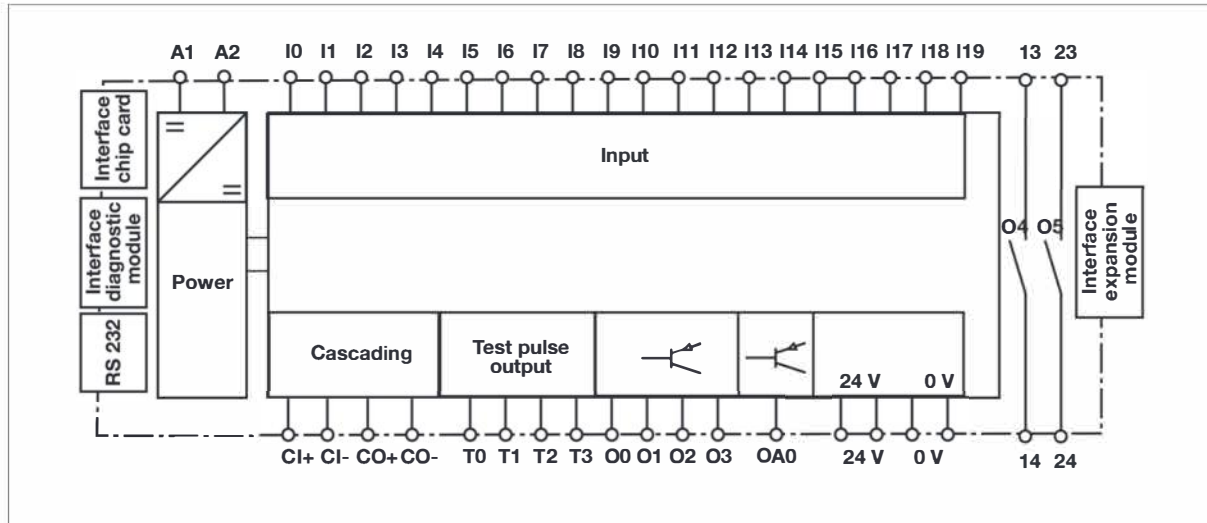 A1 A2 I0 I1 I2 I3 I4 I5 I6 I7 I8 I9 I10 I11 I12 I13 I14 I15 I16 I17 I18 I19 13 23
Interface
chip card
Interface
diagnostic
module
RS 232
=
=
Power
Input
O4 O5
Interface
expansion
module
Cascading
Test pulse
output
24 V 0 V
CI+ CI- CO+ CO- T0 T1 T2 T3 O0 O1 O2 O3 OA0 24 V 0 V 14 24